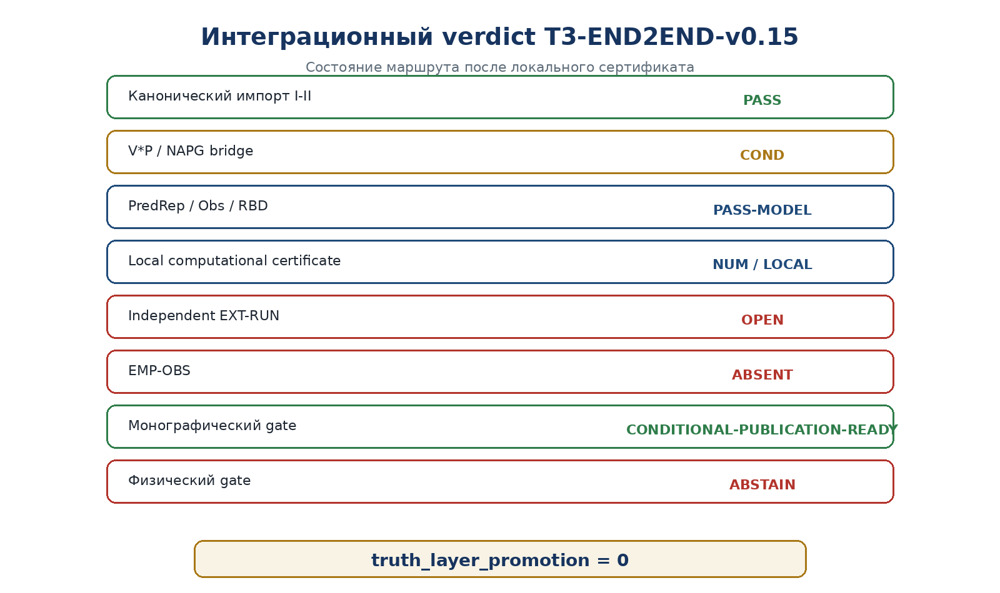 Интеграционный verdict T3-END2END-v0.15
Состояние маршрута после локального сертификата
Канонический импорт I-II
PASS
V*P / NAPG bridge
COND
PredRep / Obs / RBD
PASS-MODEL
Local computational certificate
NUM / LOCAL
Independent EXT-RUN
OPEN
EMP-OBS
ABSENT
Монографический gate
CONDITIONAL-PUBLICATION-READY
Физический gate
ABSTAIN
truth_layer_promotion = 0